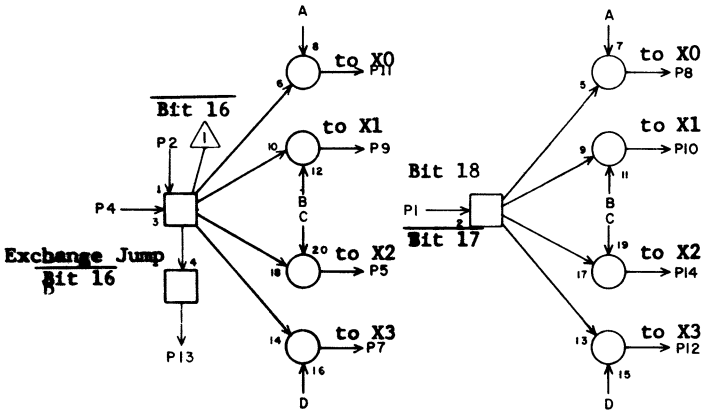 A
8
to X0
6
P11
Bit 16
1
P2
to X1
10
P9
12
1
P4
3
B
C
Exchange Jump
4
Bit 16
20
to X2
18
P5
P13
14
to X3
P7
16
D
A
7
to X0
5
P8
to X1
9
P10
11
Bit 18
P1
2
Bit 17
B
C
19
to X2
17
P14
13
to X3
P12
15
D